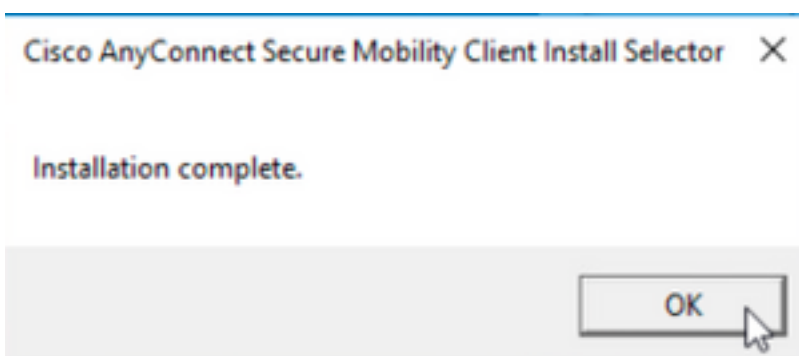 Cisco AnyConnect Secure Mobility Client Install Selector
Installation complete.
OK